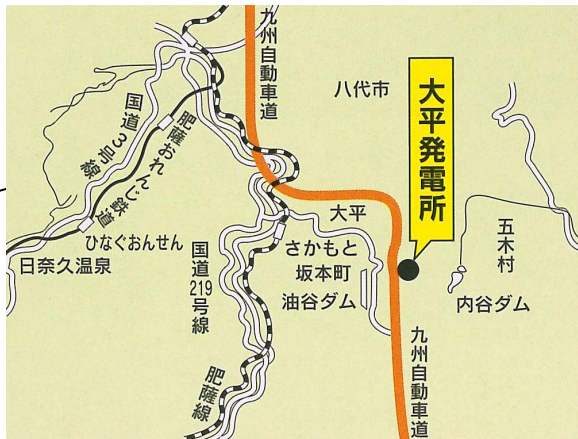 九州自動車道
八代市
大平発電所
国道3号線
肥薩おれんじ鉄道
ひなぐおんせん
日奈久温泉
国道219号線
大平
さかもと
坂本町
油谷ダム
五木村
内谷ダム
九州自動車道
肥薩線